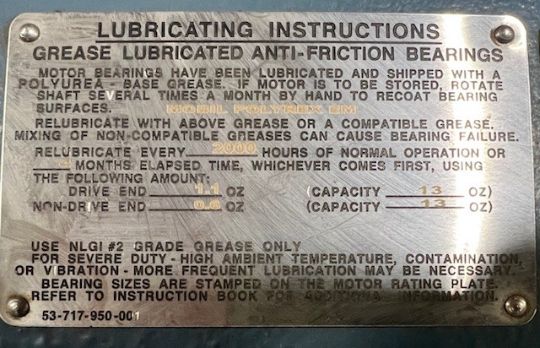 LUBRICATING INSTRUCTIONS
GREASE LUBRICATED ANTI-FRICTION BEARINGS
MOTOR BEARINGS HAVE BEEN LUBRICATED AND SHIPPED WITH A
POLYUREA - BASE GREASE. IF MOTOR IS TO BE STORED, ROTATE
SHAFT SEVERAL TIMES A MONTH BY HAND TO RECOAT BEARING
SURFACES. MOBIL POLYREX EM
RELUBRICATE WITH ABOVE GREASE OR A COMPATIBLE GREASE.
MIXING OF NON-COMPATIBLE GREASES CAN CAUSE BEARING FAILURE.
RELUBRICATE EVERY 2000 HOURS OF NORMAL OPERATION OR
MONTHS ELAPSED TIME, WHICHEVER COMES FIRST, USING
THE FOLLOWING AMOUNT:
DRIVE END 1.1 OZ (CAPACITY 13 OZ)
NON-DRIVE END 0.6 OZ (CAPACITY 13 OZ)
USE NLGI #2 GRADE GREASE ONLY
FOR SEVERE DUTY - HIGH AMBIENT TEMPERATURE, CONTAMINATION,
OR VIBRATION - MORE FREQUENT LUBRICATION MAY BE NECESSARY.
BEARING SIZES ARE STAMPED ON THE MOTOR RATING PLATE.
REFER TO INSTRUCTION BOOK FOR ADDITIONAL INFORMATION.
53-717-950-001